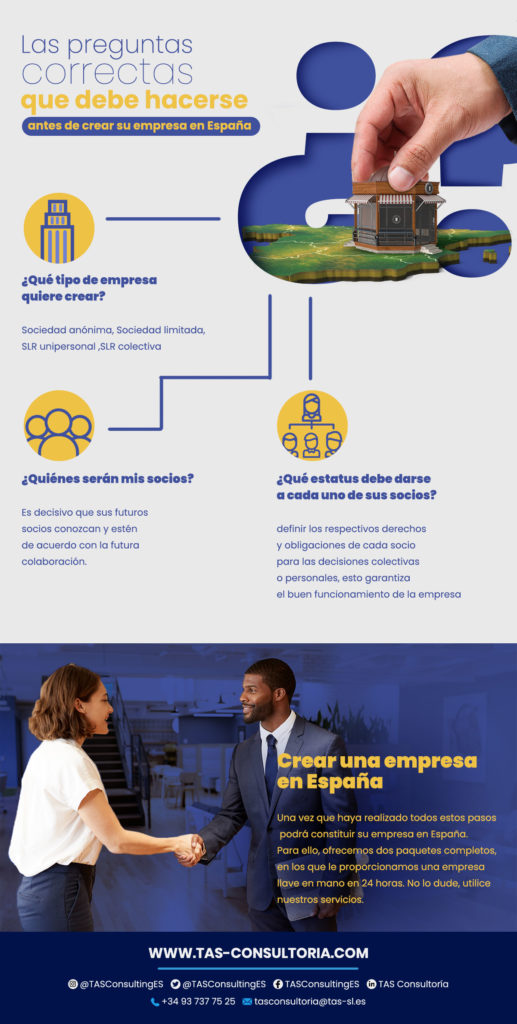 Las preguntas
correctas
que debe hacerse
antes de crear su empresa en España
¿Qué tipo de empresa
quiere crear?
Sociedad anónima, Sociedad limitada,
SLR unipersonal ,SLR colectiva
¿Quiénes serán mis socios?
Es decisivo que sus futuros
socios conozcan y estén
de acuerdo con la futura
colaboración.
¿Qué estatus debe darse
a cada uno de sus socios?
definir los respectivos derechos
y obligaciones de cada socio
para las decisiones colectivas
o personales, esto garantiza
el buen funcionamiento de la empresa
Crear una empresa
en España
Una vez que haya realizado todos estos pasos
podrá constituir su empresa en España.
Para ello, ofrecemos dos paquetes completos,
en los que le proporcionamos una empresa
llave en mano en 24 horas. No lo dude, utilice
nuestros servicios.
WWW.TAS-CONSULTORIA.COM
@TASConsultingES @TASConsultingES TASConsultingES TAS Consultoría
+34 93 737 75 25 tasconsultoria@tas-sl.es